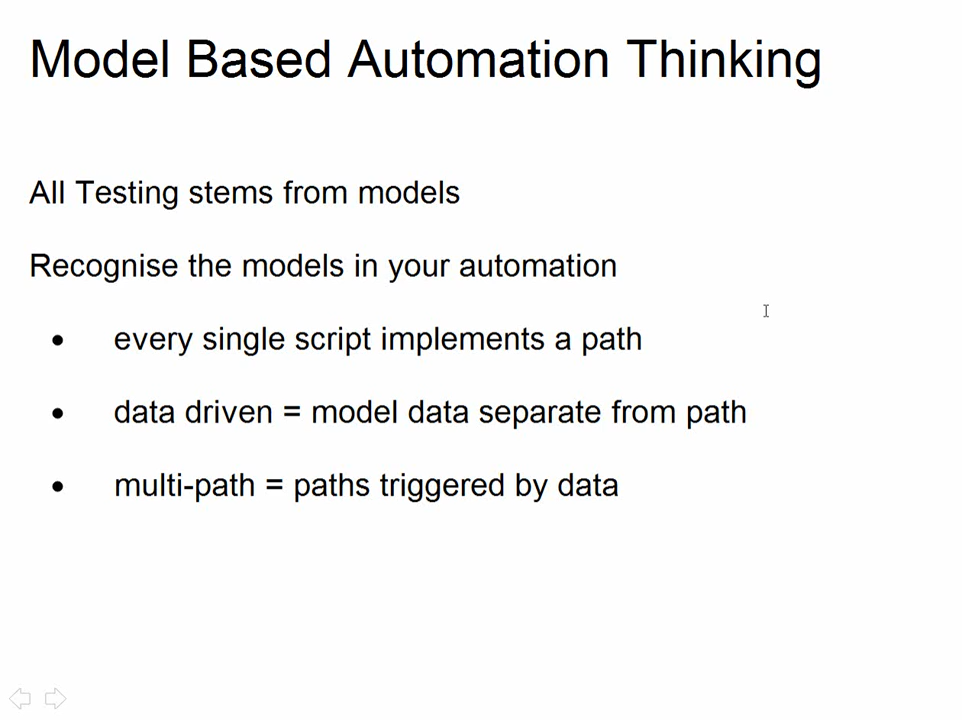 Model Based Automation Thinking
All Testing stems from models
Recognise the models in your automation
• every single script implements a path
• data driven = model data separate from path
• multi-path = paths triggered by data